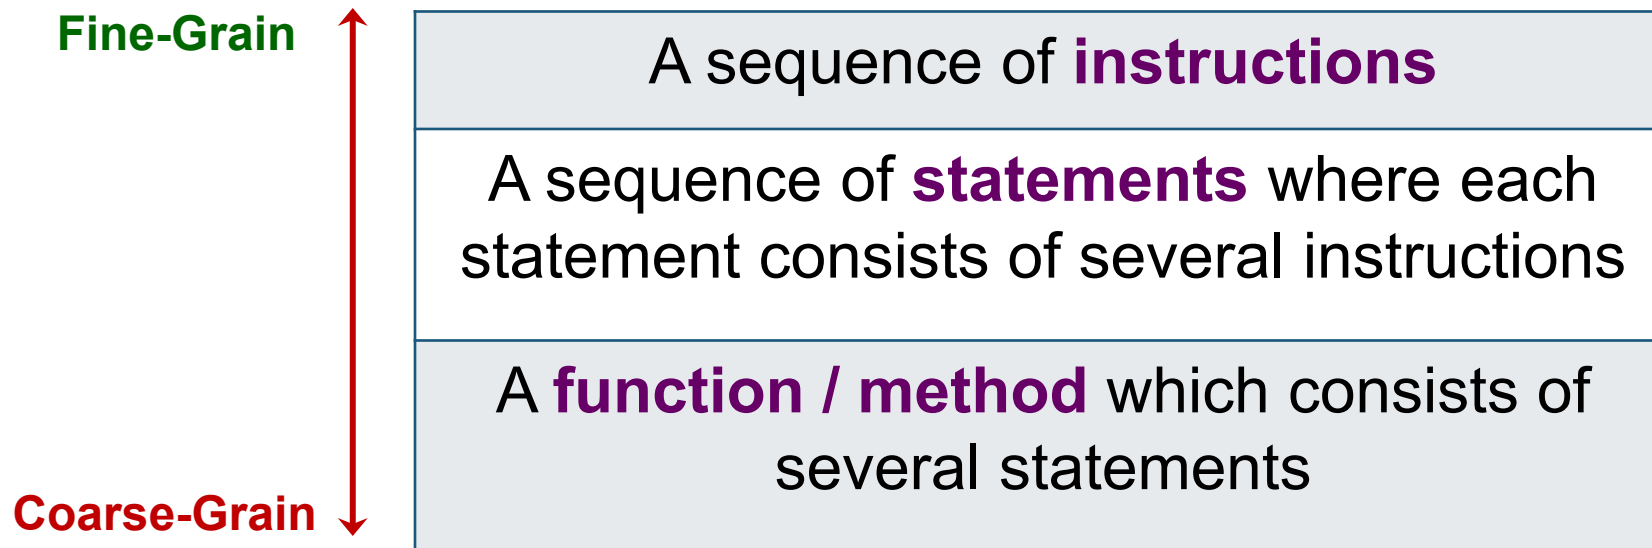 Fine-Grain
A sequence of instructions
A sequence of statements where each
statement consists of several instructions
A function / method which consists of
several statements
Coarse-Grain